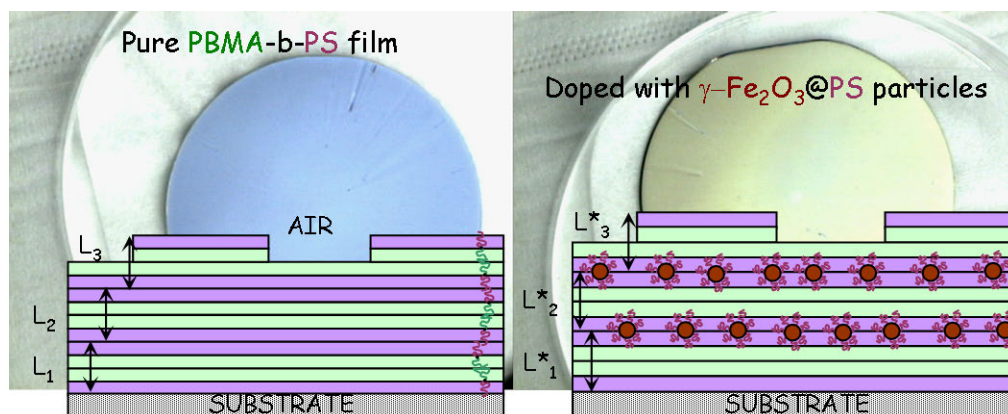 Pure PBMA-b-PS film
AIR
L₃
L₂
L₁
SUBSTRATE
Doped with γ-Fe₂O₃@PS particles
L*₃
L*₂
L*₁
SUBSTRATE